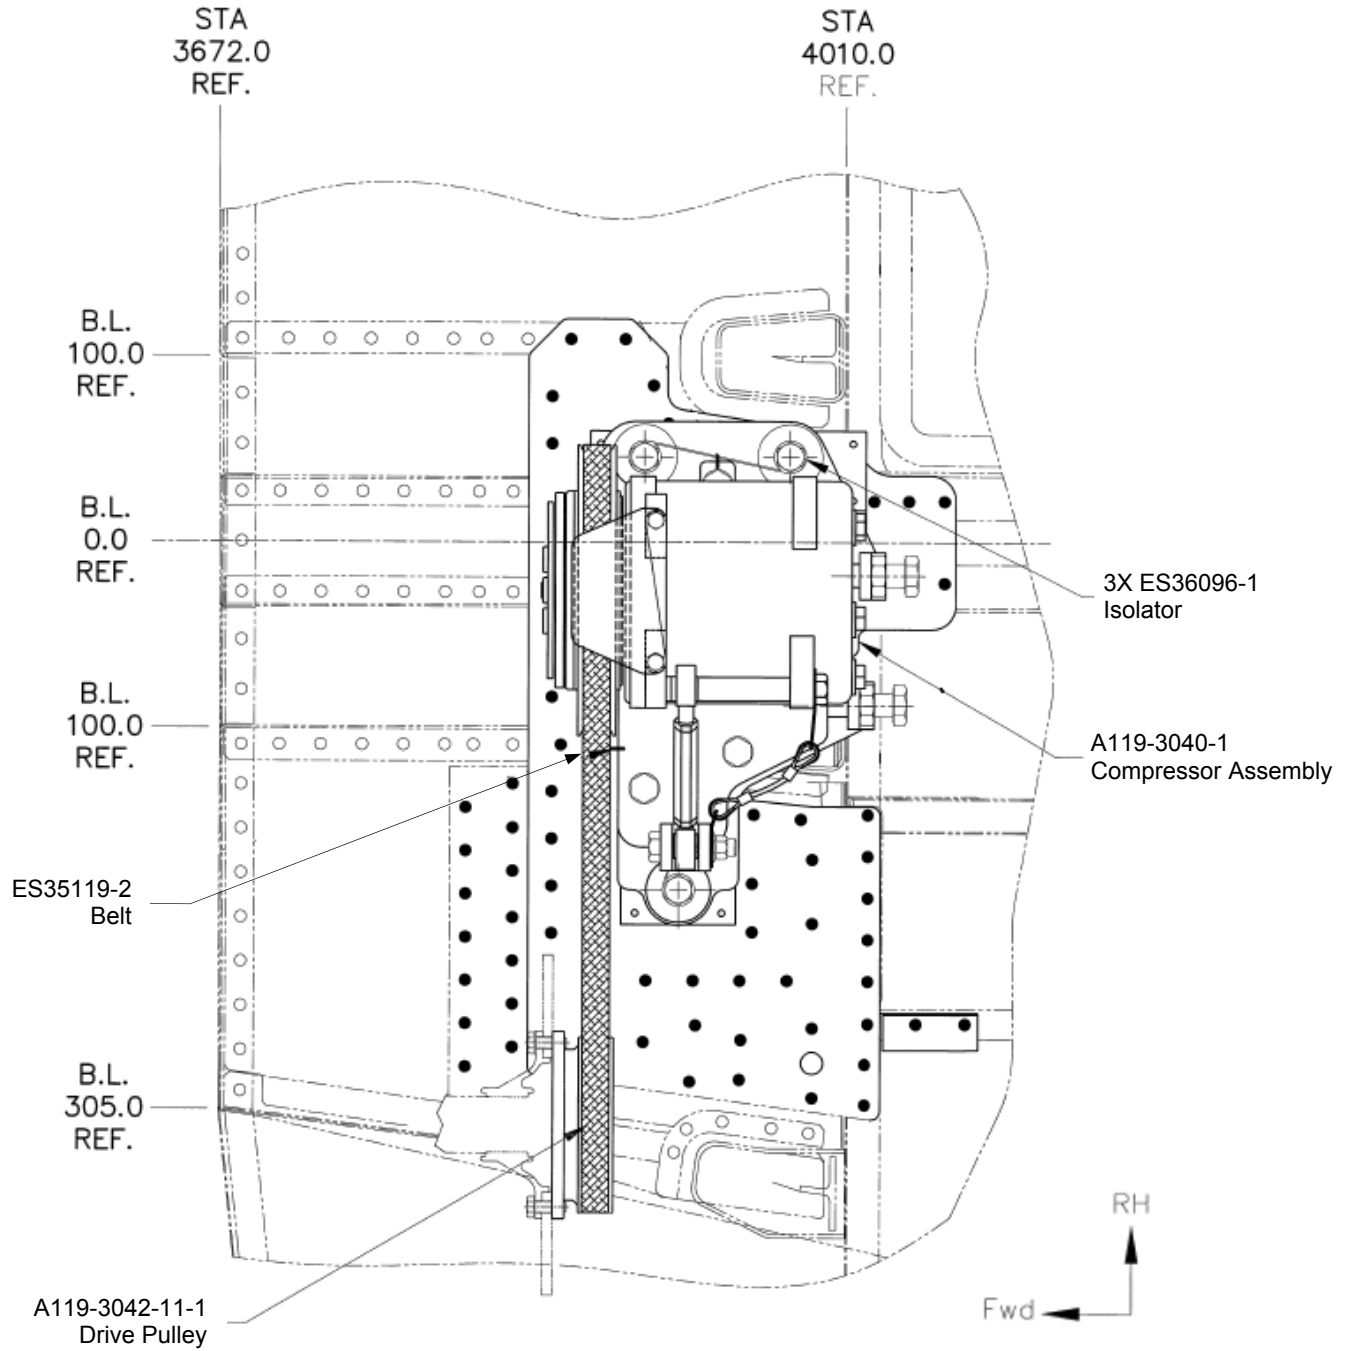 STA
3672.0
REF.
STA
4010.0
REF.
B.L.
100.0
REF.
B.L.
0.0
REF.
3X ES36096-1
Isolator
B.L.
100.0
REF.
A119-3040-1
Compressor Assembly
ES35119-2
Belt
B.L.
305.0
REF.
RH
Fwd
A119-3042-11-1
Drive Pulley